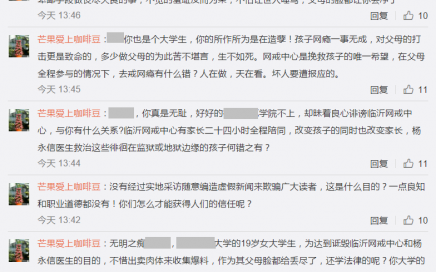 今天 13:46 回复 10
芒果爱上咖啡豆：你也是个大学生，你的所作所为是在造孽！孩子网瘾一事无成，对父母的打
击更是致命的，多少做父母的为此苦不堪言，生不如死。网戒中心是挽救孩子的唯一希望，在父母
全程参与的情况下，去戒网瘾有什么错？人在做，天在看。坏人要遭报应的。
今天 13:45 回复 11
芒果爱上咖啡豆：，你真是无耻，好好的学院不上，却昧着良心诽谤临沂网戒中
心，与你有什么关系?临沂网戒中心有家长二十四小时全程陪同，改变孩子的同时也改变家长，杨
永信医生救治这些徘徊在监狱或地狱边缘的孩子何错之有？
今天 13:44 回复 11
芒果爱上咖啡豆：没有经过实地采访随意编造虚假新闻来欺骗广大读者，这是什么目的？一点良知
和职业道德都没有！你们怎么才能获得人们的信任呢？
今天 13:42 回复 10
芒果爱上咖啡豆：无明之痴，大学的19岁女大学生，为达到诋毁临沂网戒中心和杨
永信医生的目的，不惜出卖肉体来收集爆料，作为其父母脸都给丢尽了，还学法律的呢？你大学的